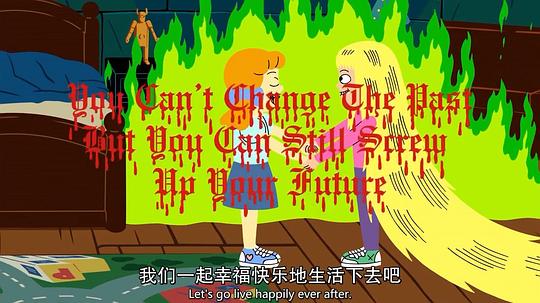 You Can't Change The Past
But You Can Still Screw
Up Your Future
我们一起幸福快乐地生活下去吧
Let's go live happily ever after.